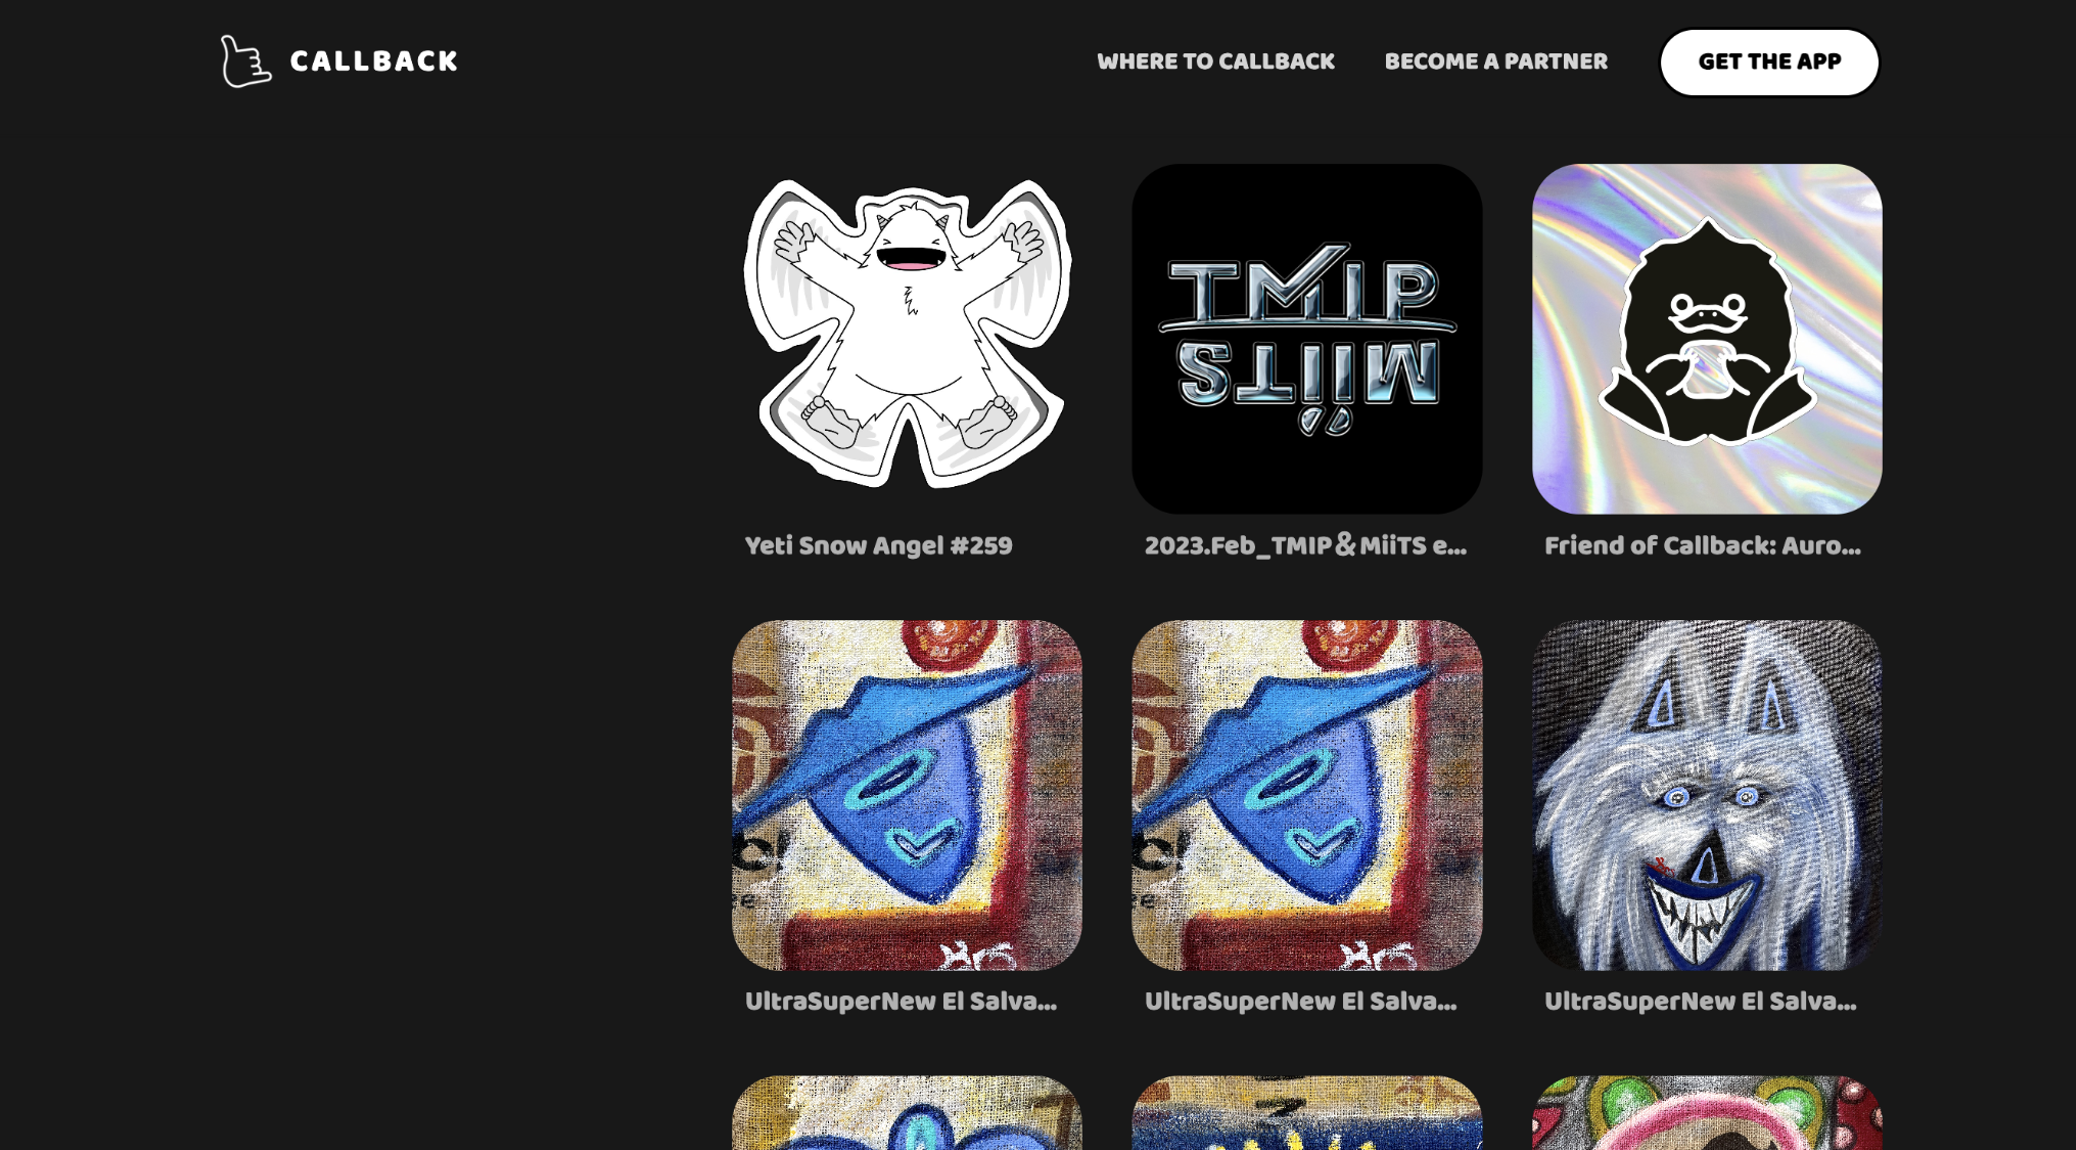 CALLBACK
WHERE TO CALLBACK
BECOME A PARTNER
GET THE APP
TMIP
MiiTS
Yeti Snow Angel #259
2023.Feb_TMIP＆MiiTS e...
Friend of Callback: Auro...
UltraSuperNew El Salva...
UltraSuperNew El Salva...
UltraSuperNew El Salva...